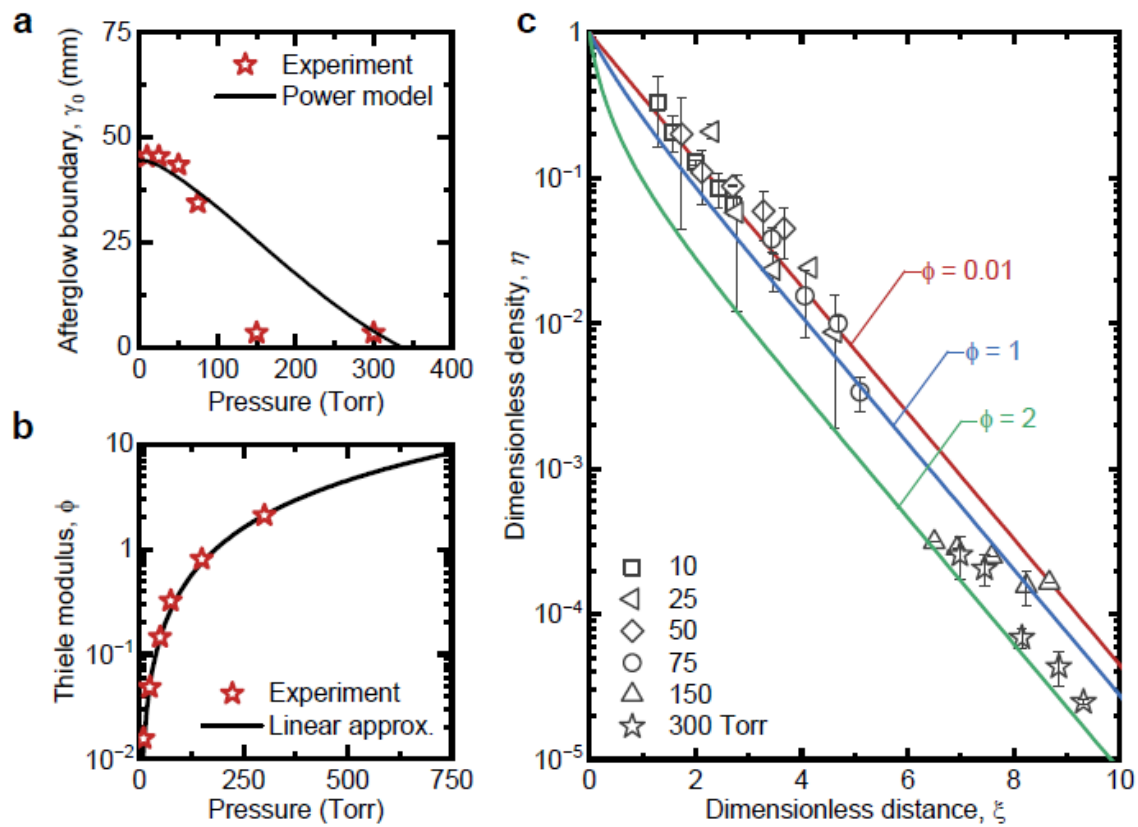 a
75
50
25
0
Afterglow boundary, γ₀ (mm)
Experiment
Power model
0 100 200 300 400
Pressure (Torr)
b
10
1
10⁻¹
10⁻²
Thiele modulus, ϕ
Experiment
Linear approx.
0 250 500 750
Pressure (Torr)
c
1
10⁻¹
10⁻²
10⁻³
10⁻⁴
10⁻⁵
Dimensionless density, η
ϕ = 0.01
ϕ = 1
ϕ = 2
10
25
50
75
150
300 Torr
0 2 4 6 8 10
Dimensionless distance, ξ